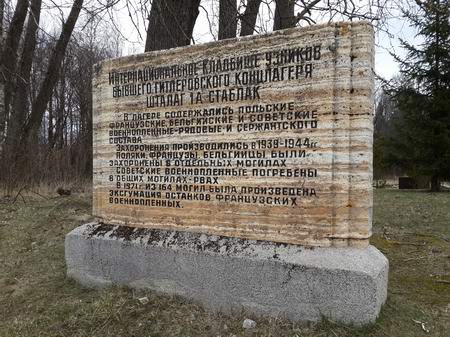 ИНТЕРНАЦИОНАЛЬНОЕ КЛАДБИЩЕ УЗНИКОВ
БЫВШЕГО ГИТЛЕРОВСКОГО КОНЦЛАГЕРЯ
ШТАЛАГ 1А СТАБЛАК
В ЛАГЕРЕ СОДЕРЖАЛИСЬ ПОЛЬСКИЕ
ФРАНЦУЗСКИЕ БЕЛЬГИЙСКИЕ И СОВЕТСКИЕ
ВОЕННОПЛЕННЫЕ-РЯДОВЫЕ И СЕРЖАНТСКОГО
СОСТАВА
ЗАХОРОНЕНИЯ ПРОИЗВОДИЛИСЬ В 1939-1944гг
ПОЛЯКИ, ФРАНЦУЗЫ, БЕЛЬГИЙЦЫ БЫЛИ
ЗАХОРОНЕНЫ В ОТДЕЛЬНЫХ МОГИЛАХ
СОВЕТСКИЕ ВОЕННОПЛЕННЫЕ ПОГРЕБЕНЫ
В ОБЩИХ МОГИЛАХ-РВАХ
В 1971г ИЗ 164 МОГИЛ БЫЛА ПРОИЗВЕДЕНА
ЭКСГУМАЦИЯ ОСТАНКОВ ФРАНЦУЗСКИХ
ВОЕННОПЛЕННЫХ.